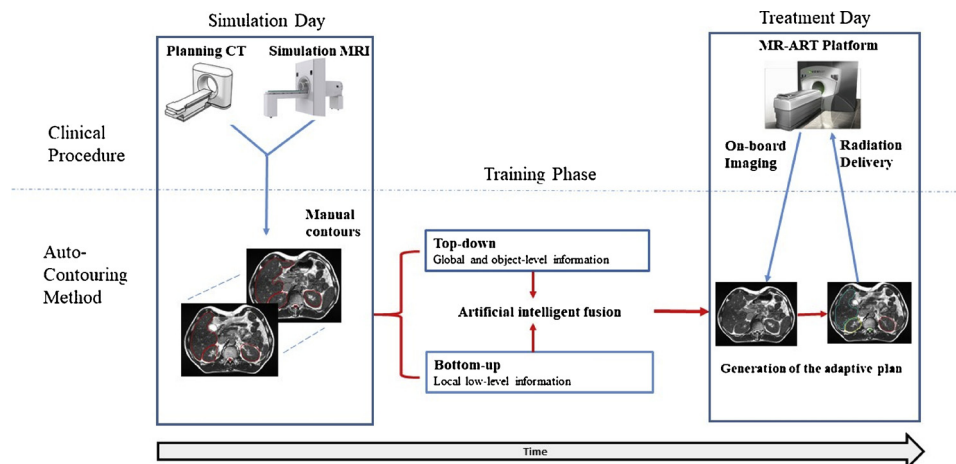 Simulation Day
Treatment Day
Planning CT
Simulation MRI
MR-ART Platform
Clinical
Procedure
On-board
Imaging
Radiation
Delivery
Training Phase
Manual
contours
Auto-
Contouring
Method
Top-down
Global and object-level information
Artificial intelligent fusion
Bottom-up
Local low-level information
Generation of the adaptive plan
Time